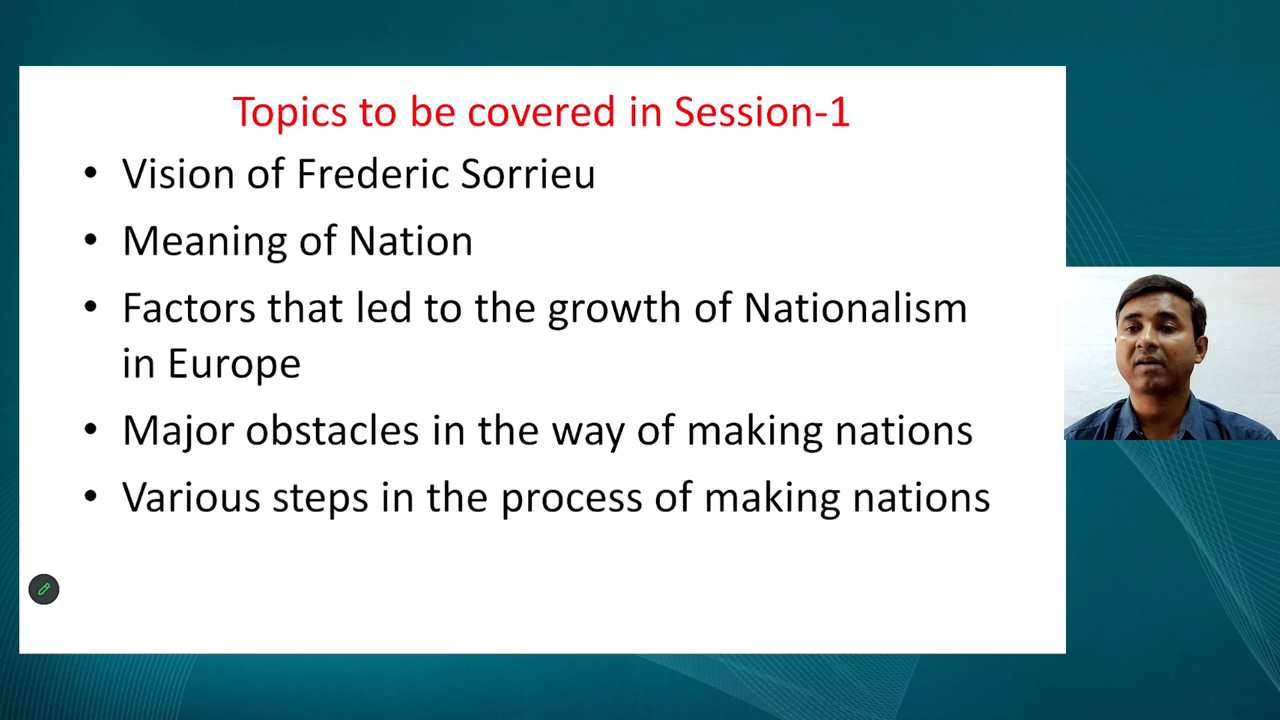 Topics to be covered in Session-1
• Vision of Frederic Sorrieu
• Meaning of Nation
• Factors that led to the growth of Nationalism
in Europe
• Major obstacles in the way of making nations
• Various steps in the process of making nations